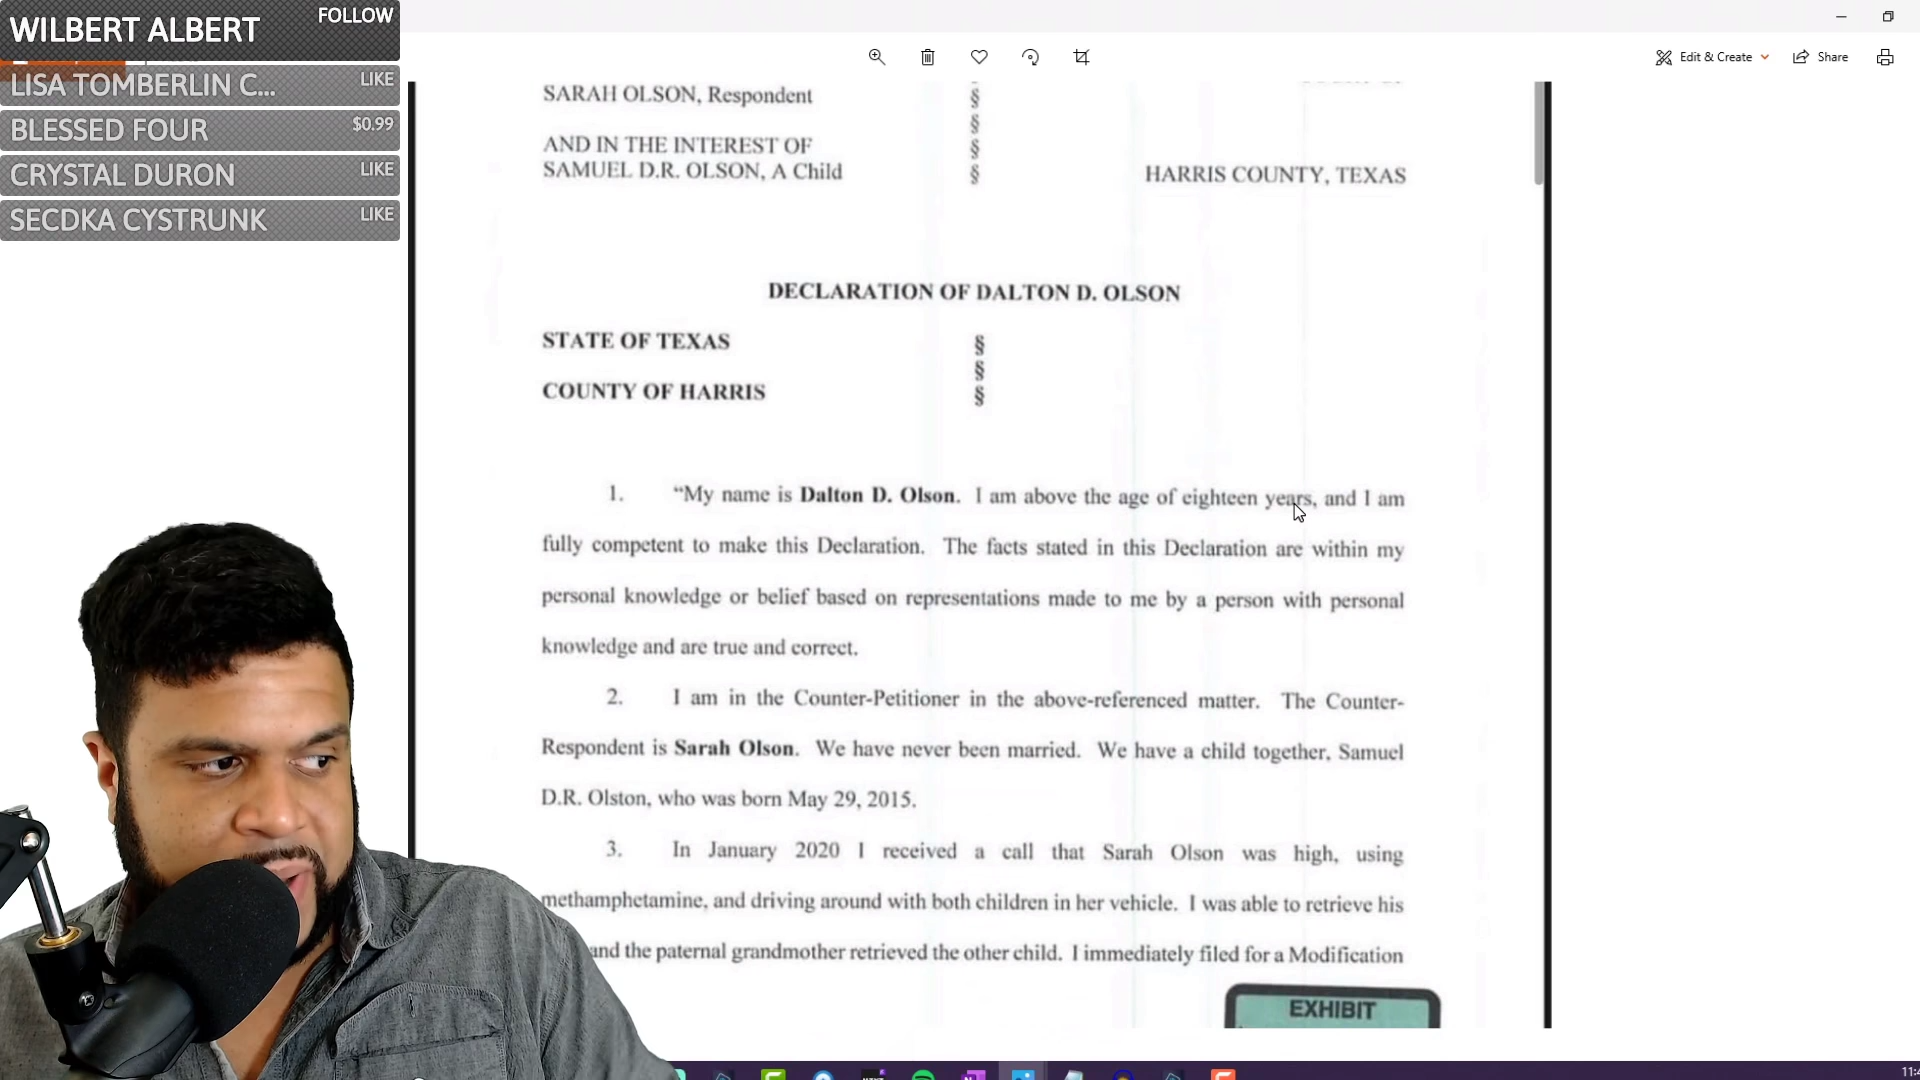 WILBERT ALBERT FOLLOW
LISA TOMBERLIN C... LIKE
BLESSED FOUR $0.99
CRYSTAL DURON LIKE
SECDKA CYSTRUNK LIKE
Edit & Create Share
SARAH OLSON, Respondent §
§
AND IN THE INTEREST OF §
SAMUEL D.R. OLSON, A Child § HARRIS COUNTY, TEXAS
DECLARATION OF DALTON D. OLSON
STATE OF TEXAS §
§
COUNTY OF HARRIS §
1. “My name is Dalton D. Olson. I am above the age of eighteen years, and I am
fully competent to make this Declaration. The facts stated in this Declaration are within my
personal knowledge or belief based on representations made to me by a person with personal
knowledge and are true and correct.
2. I am in the Counter-Petitioner in the above-referenced matter. The Counter-
Respondent is Sarah Olson. We have never been married. We have a child together, Samuel
D.R. Olston, who was born May 29, 2015.
3. In January 2020 I received a call that Sarah Olson was high, using
methamphetamine, and driving around with both children in her vehicle. I was able to retrieve his
and the paternal grandmother retrieved the other child. I immediately filed for a Modification
EXHIBIT